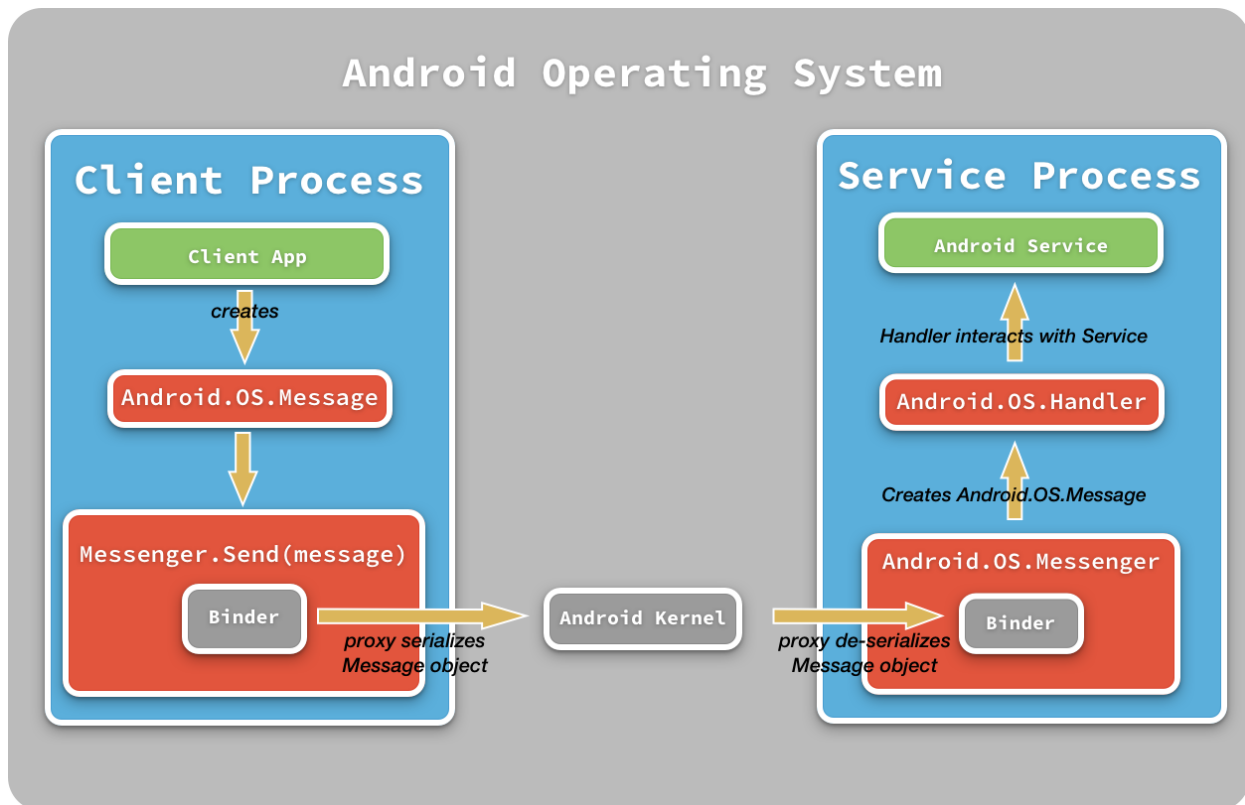 Android Operating System
Client Process
Client App
creates
Android.OS.Message
Messenger.Send(message)
Binder
proxy serializes
Message object
Android Kernel
proxy de-serializes
Message object
Service Process
Android Service
Handler interacts with Service
Android.OS.Handler
Creates Android.OS.Message
Android.OS.Messenger
Binder